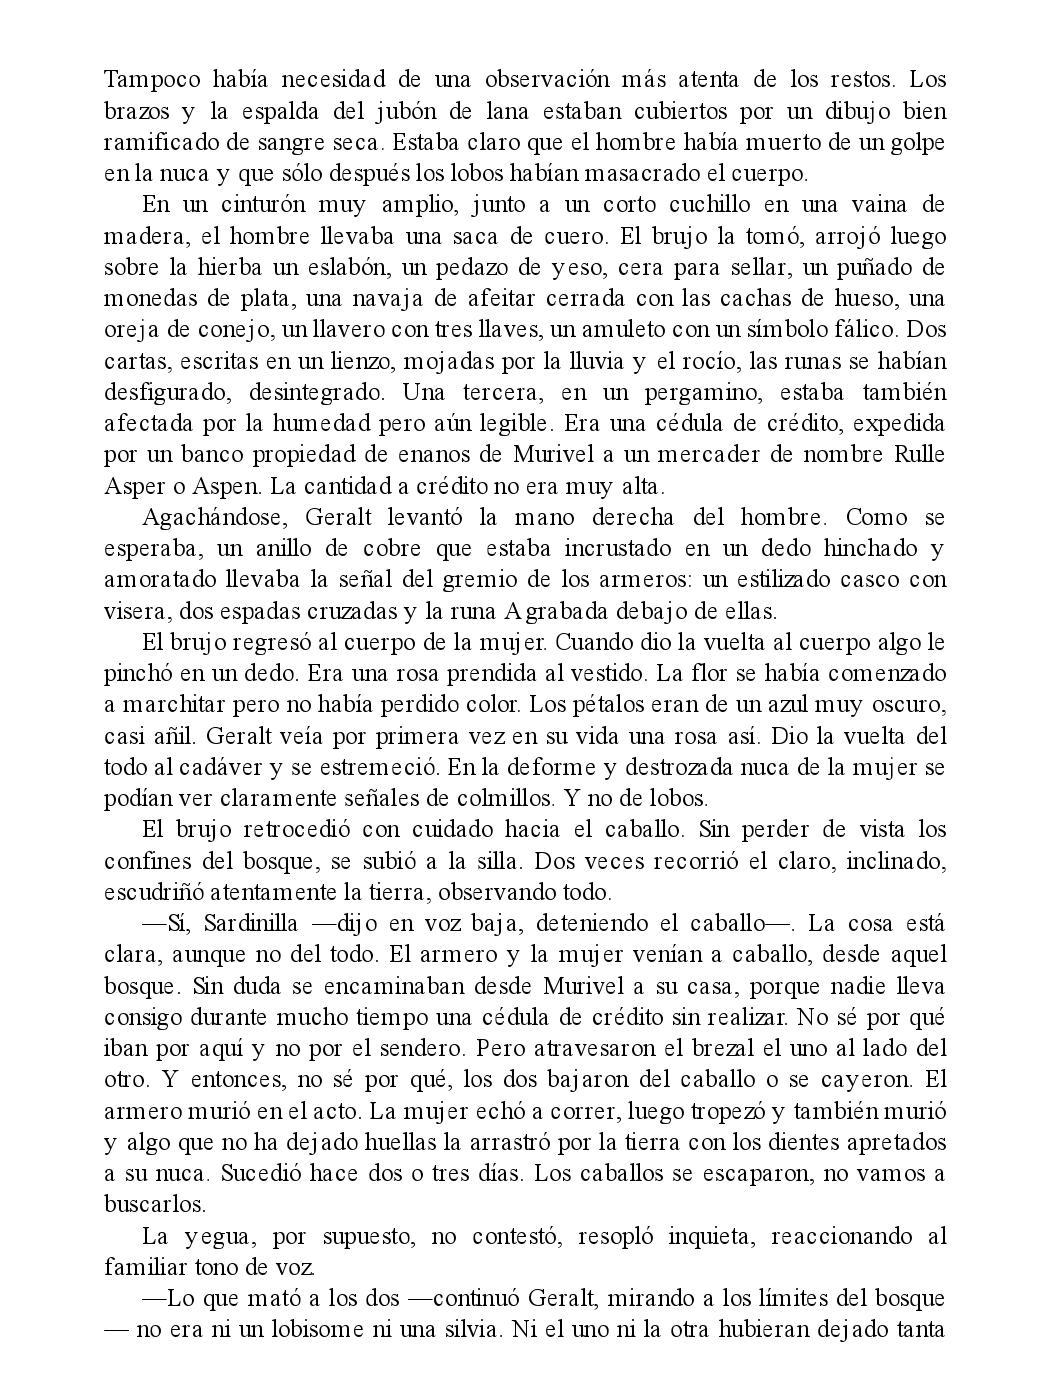 Tampoco había necesidad de una observación más atenta de los restos. Los
brazos y la espalda del jubón de lana estaban cubiertos por un dibujo bien
ramificado de sangre seca. Estaba claro que el hombre había muerto de un golpe
en la nuca y que sólo después los lobos habían masacrado el cuerpo.
En un cinturón muy amplio, junto a un corto cuchillo en una vaina de
madera, el hombre llevaba una saca de cuero. El brujo la tomó, arrojó luego
sobre la hierba un eslabón, un pedazo de yeso, cera para sellar, un puñado de
monedas de plata, una navaja de afeitar cerrada con las cachas de hueso, una
oreja de conejo, un llavero con tres llaves, un amuleto con un símbolo fálico. Dos
cartas, escritas en un lienzo, mojadas por la lluvia y el rocío, las runas se habían
desfigurado, desintegrado. Una tercera, en un pergamino, estaba también
afectada por la humedad pero aún legible. Era una cédula de crédito, expedida
por un banco propiedad de enanos de Murivel a un mercader de nombre Rulle
Asper o Aspen. La cantidad a crédito no era muy alta.
Agachándose, Geralt levantó la mano derecha del hombre. Como se
esperaba, un anillo de cobre que estaba incrustado en un dedo hinchado y
amoratado llevaba la señal del gremio de los armeros: un estilizado casco con
visera, dos espadas cruzadas y la runa A grabada debajo de ellas.
El brujo regresó al cuerpo de la mujer. Cuando dio la vuelta al cuerpo algo le
pinchó en un dedo. Era una rosa prendida al vestido. La flor se había comenzado
a marchitar pero no había perdido color. Los pétalos eran de un azul muy oscuro,
casi añil. Geralt veía por primera vez en su vida una rosa así. Dio la vuelta del
todo al cadáver y se estremeció. En la deforme y destrozada nuca de la mujer se
podían ver claramente señales de colmillos. Y no de lobos.
El brujo retrocedió con cuidado hacia el caballo. Sin perder de vista los
confines del bosque, se subió a la silla. Dos veces recorrió el claro, inclinado,
escudriñó atentamente la tierra, observando todo.
—Sí, Sardinilla —dijo en voz baja, deteniendo el caballo—. La cosa está
clara, aunque no del todo. El armero y la mujer venían a caballo, desde aquel
bosque. Sin duda se encaminaban desde Murivel a su casa, porque nadie lleva
consigo durante mucho tiempo una cédula de crédito sin realizar. No sé por qué
iban por aquí y no por el sendero. Pero atravesaron el brezal el uno al lado del
otro. Y entonces, no sé por qué, los dos bajaron del caballo o se cayeron. El
armero murió en el acto. La mujer echó a correr, luego tropezó y también murió
y algo que no ha dejado huellas la arrastró por la tierra con los dientes apretados
a su nuca. Sucedió hace dos o tres días. Los caballos se escaparon, no vamos a
buscarlos.
La yegua, por supuesto, no contestó, resopló inquieta, reaccionando al
familiar tono de voz.
—Lo que mató a los dos —continuó Geralt, mirando a los límites del bosque
— no era ni un lobisome ni una silvia. Ni el uno ni la otra hubieran dejado tanta